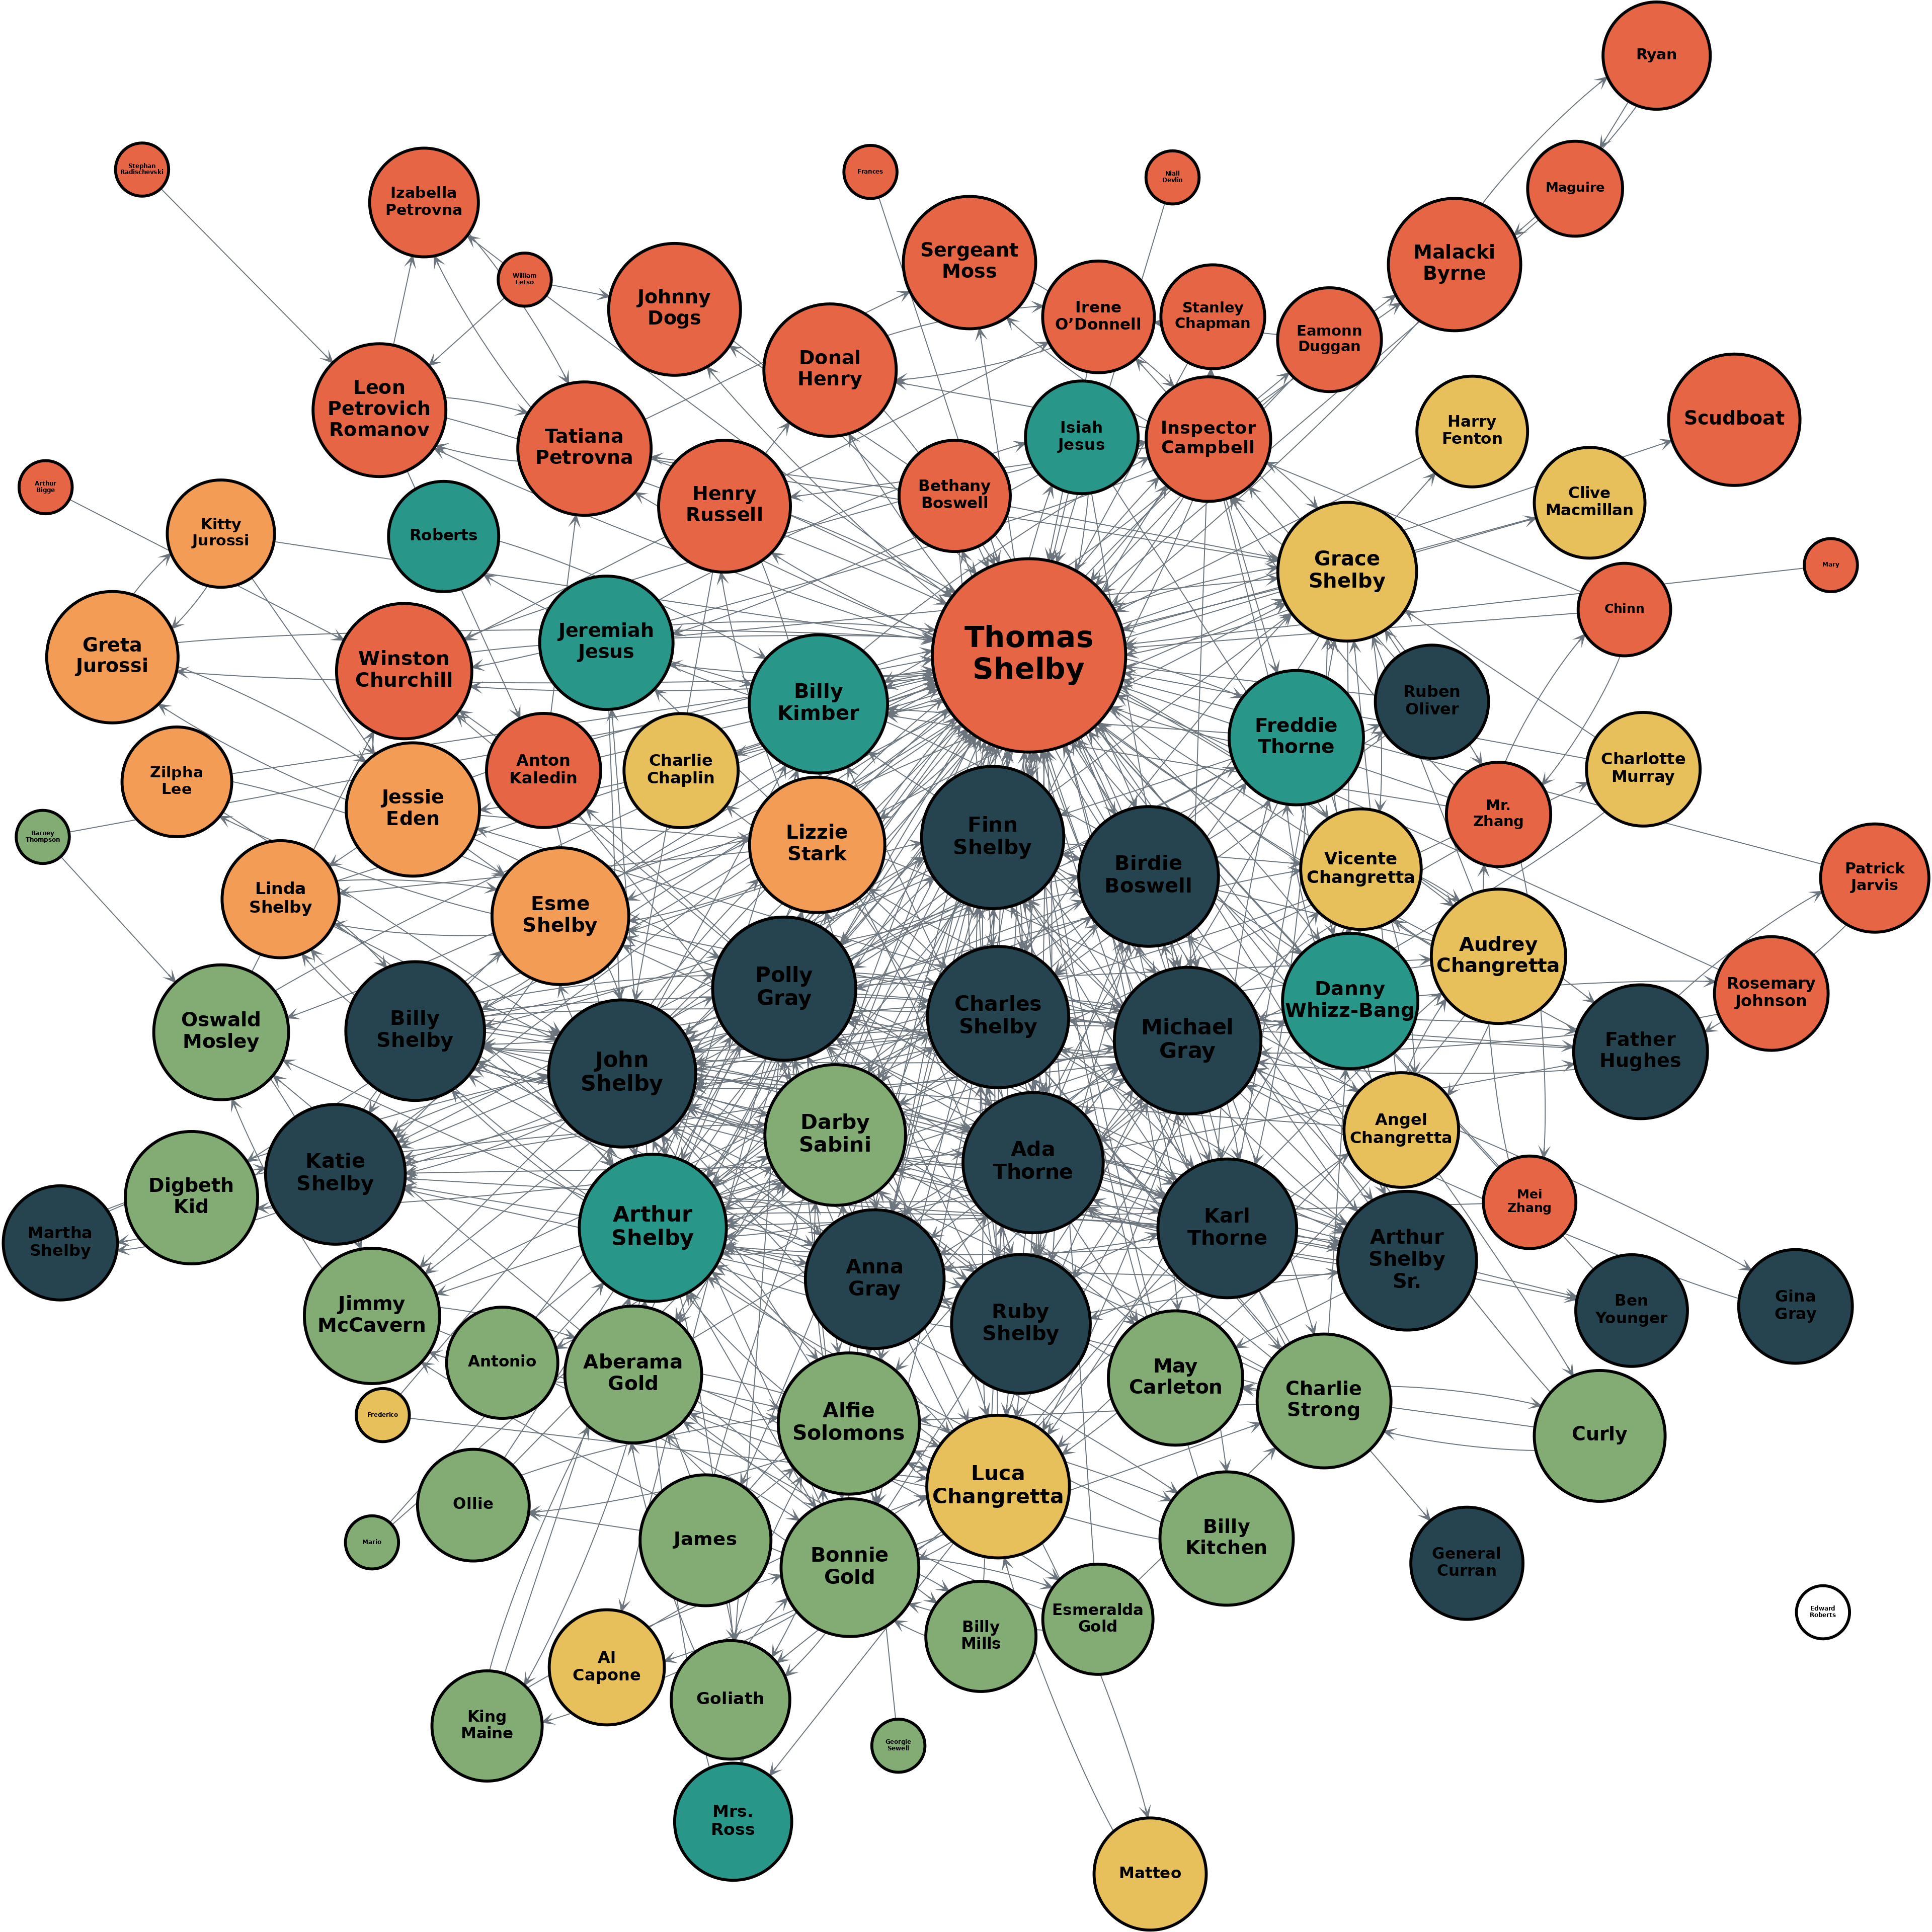 Ryan
Stephan
Radischevski
Frances
Niall
Devlin
Maguire
Izabella
Petrovna
Sergeant
Moss
Malacki
Byrne
William
Letso
Johnny
Dogs
Irene
O’Donnell
Stanley
Chapman
Eamonn
Duggan
Donal
Henry
Leon
Petrovich
Romanov
Scudboat
Harry
Fenton
Isiah
Jesus
Inspector
Campbell
Tatiana
Petrovna
Arthur
Bigge
Bethany
Boswell
Henry
Russell
Clive
Macmillan
Kitty
Jurossi
Roberts
Grace
Shelby
Mary
Chinn
Jeremiah
Jesus
Thomas
Shelby
Greta
Jurossi
Winston
Churchill
Billy
Kimber
Ruben
Oliver
Freddie
Thorne
Anton
Kaledin
Charlie
Chaplin
Charlotte
Murray
Zilpha
Lee
Jessie
Eden
Mr.
Zhang
Barney
Thompson
Lizzie
Stark
Finn
Shelby
Birdie
Boswell
Vicente
Changretta
Patrick
Jarvis
Linda
Shelby
Esme
Shelby
Audrey
Changretta
Polly
Gray
Rosemary
Johnson
Danny
Whizz-Bang
Oswald
Mosley
Billy
Shelby
Charles
Shelby
Michael
Gray
Father
Hughes
John
Shelby
Darby
Sabini
Angel
Changretta
Ada
Thorne
Katie
Shelby
Digbeth
Kid
Mei
Zhang
Martha
Shelby
Arthur
Shelby
Karl
Thorne
Arthur
Shelby
Sr.
Anna
Gray
Gina
Gray
Ben
Younger
Jimmy
McCavern
Ruby
Shelby
Antonio
Aberama
Gold
May
Carleton
Charlie
Strong
Frederico
Alfie
Solomons
Curly
Luca
Changretta
Ollie
James
Billy
Kitchen
Mario
Bonnie
Gold
General
Curran
Edward
Roberts
Esmeralda
Gold
Billy
Mills
Al
Capone
Goliath
King
Maine
Georgie
Sewell
Mrs.
Ross
Matteo